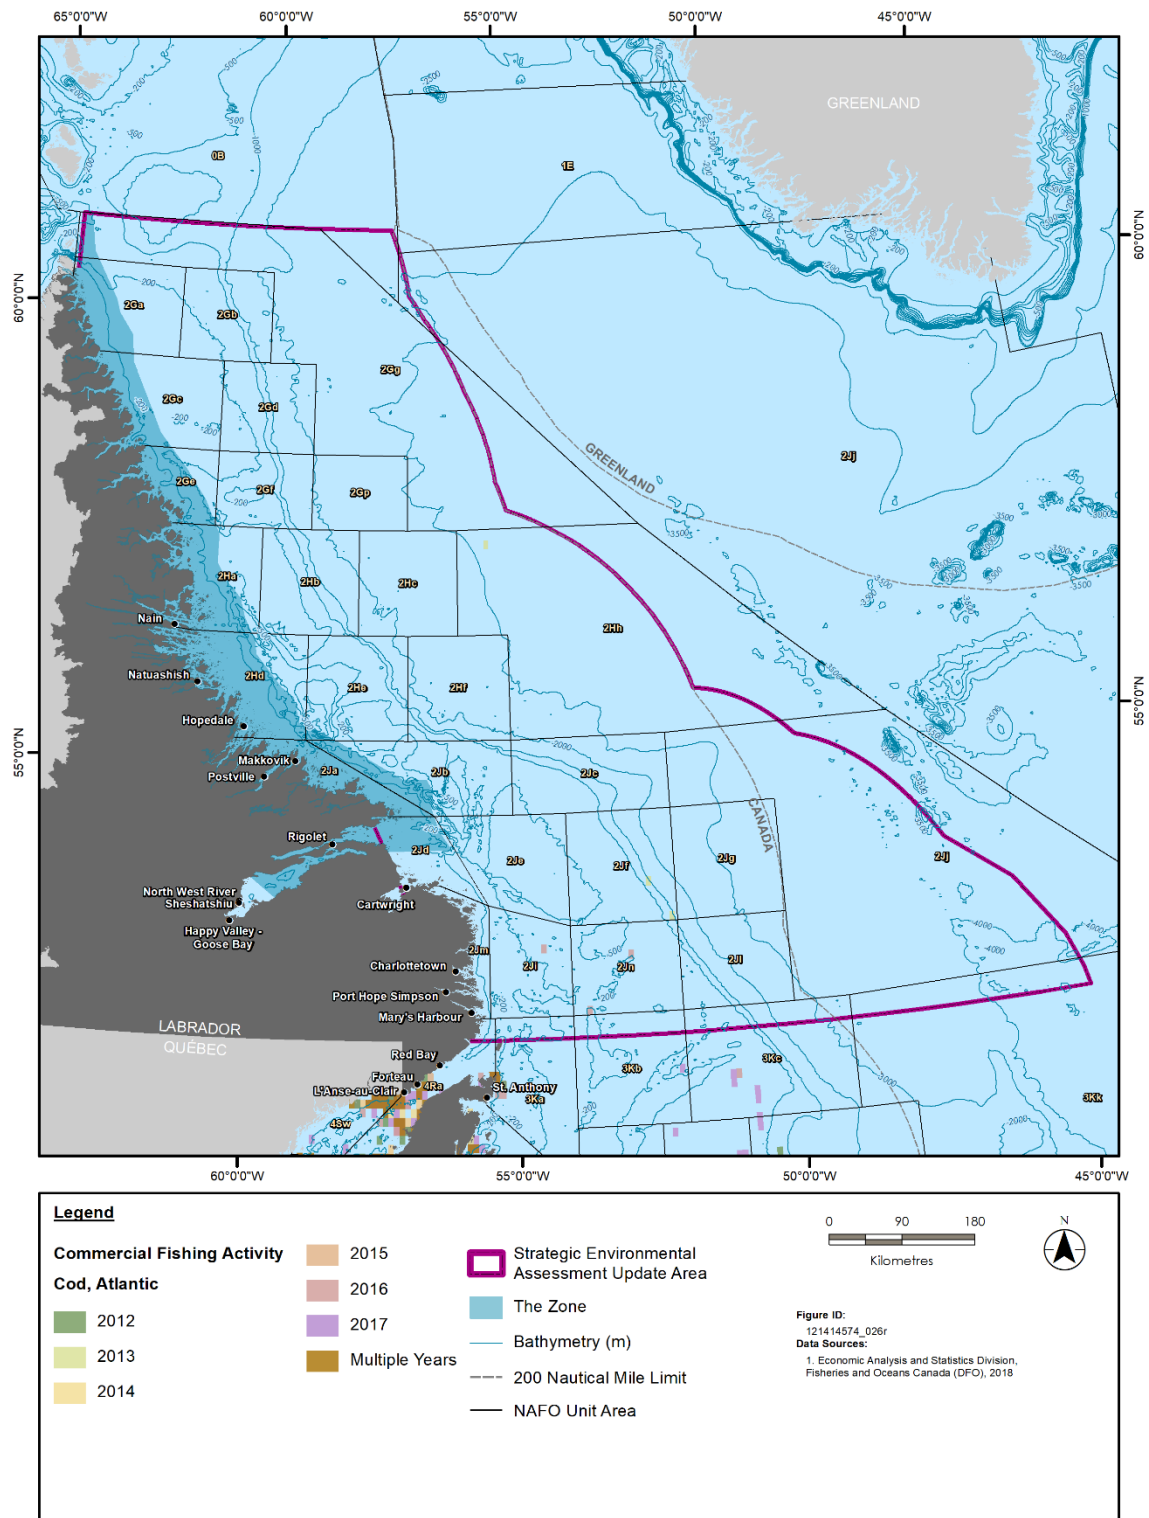 65°0'0"W 60°0'0"W 55°0'0"W 50°0'0"W 45°0'0"W
GREENLAND
0B
1E
60°0'0"N
60°0'0"N
2Ga
2Gb
2Gg
2Gc
2Gd
GREENLAND
2Jj
2Ge
2Gf
2Gp
2Ha
2Hb
2Hc
Nain
2Hh
Natuashish
2Hd
2He
2Hf
55°0'0"N
Hopedale
55°0'0"N
Makkovik
Postville
2Ja
2Jb
2Jc
CANADA
Rigolet
2Jd
2Je
2Jf
2Jg
2Jj
North West River
Sheshatshiu
Cartwright
Happy Valley -
Goose Bay
2Jm
Charlottetown
2Ji
2Jn
2Jl
Port Hope Simpson
Mary's Harbour
LABRADOR
QUÉBEC
Red Bay
3Kb
3Kc
Forteau
L'Anse-au-Clair
4Ra
St. Anthony
3Ka
3Kk
4Sw
60°0'0"W 55°0'0"W 50°0'0"W 45°0'0"W
Legend
Commercial Fishing Activity
Cod, Atlantic
2012
2013
2014
2015
2016
2017
Multiple Years
Strategic Environmental
Assessment Update Area
The Zone
Bathymetry (m)
200 Nautical Mile Limit
NAFO Unit Area
0 90 180
Kilometres
N
Figure ID:
121414574_026r
Data Sources:
1. Economic Analysis and Statistics Division,
Fisheries and Oceans Canada (DFO), 2018